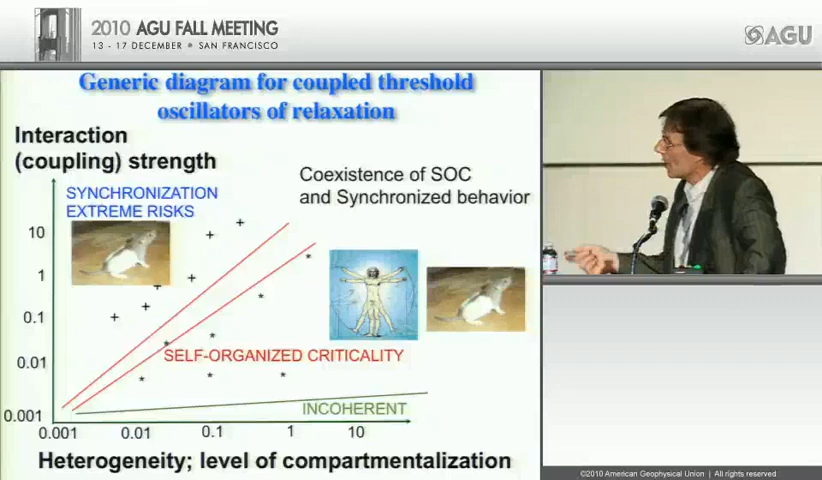 2010 AGU FALL MEETING
13 - 17 DECEMBER • SAN FRANCISCO
AGU
Generic diagram for coupled threshold
oscillators of relaxation
Interaction
(coupling) strength
Coexistence of SOC
and Synchronized behavior
SYNCHRONIZATION
EXTREME RISKS
10
1
0.1
0.01
0.001
SELF-ORGANIZED CRITICALITY
INCOHERENT
0.001
0.01
0.1
1
10
Heterogeneity; level of compartmentalization
©2010 American Geophysical Union | All rights reserved